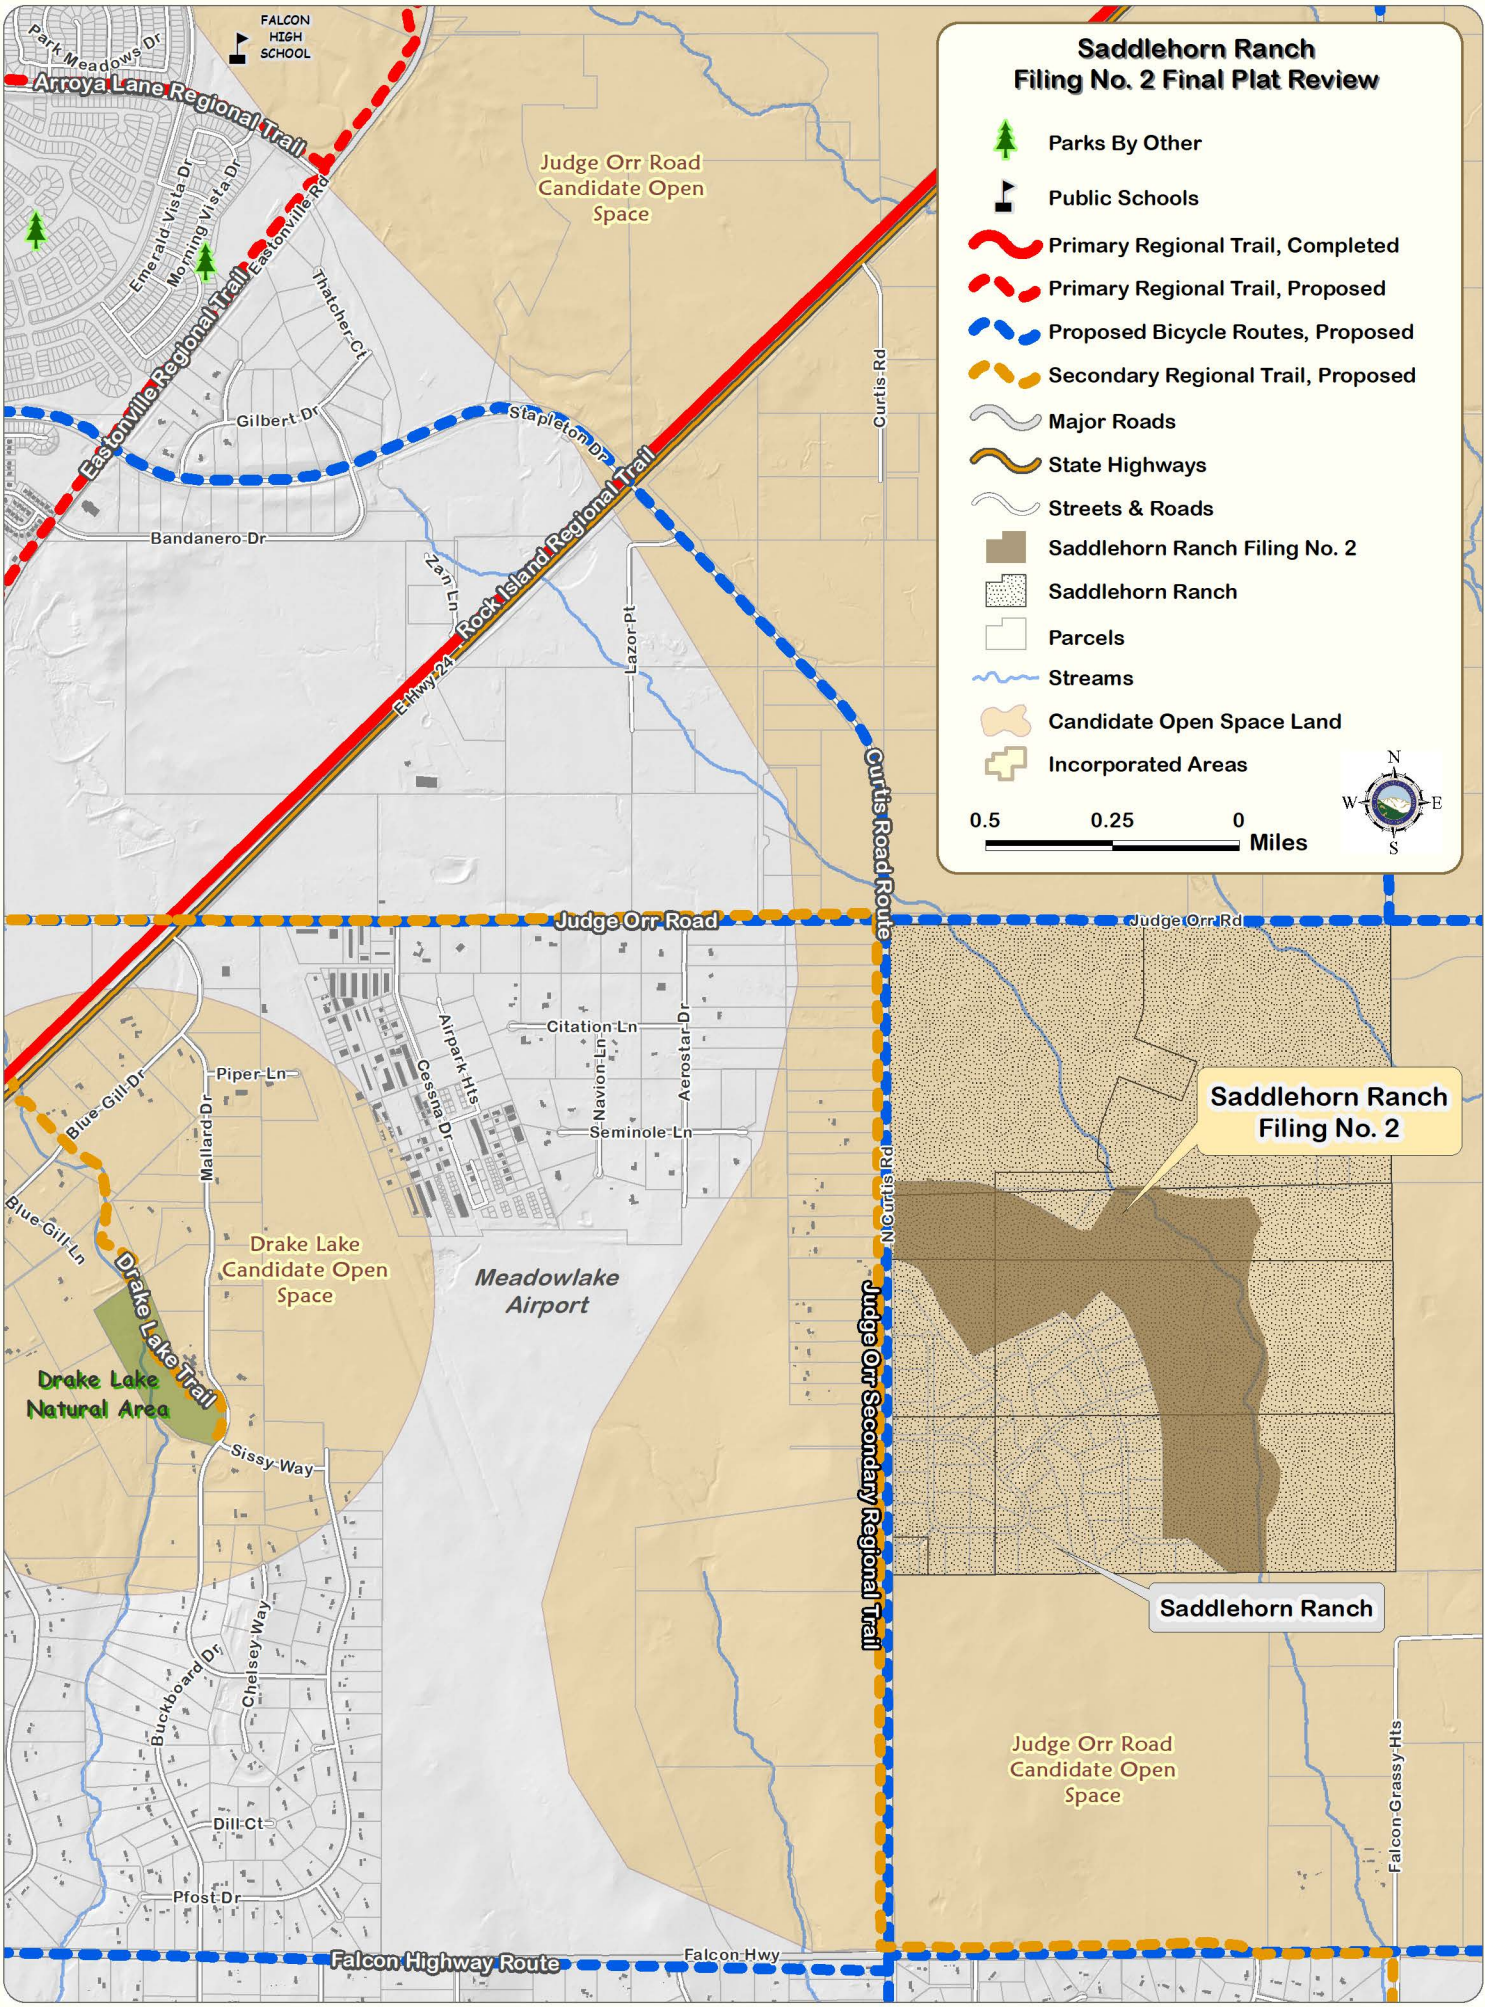 FALCON
HIGH
SCHOOL
Park Meadows Dr
Arroya Lane Regional Trail
Emerald Vista Dr
Morning Vista Dr
Eastonville Rd
Eastonville Regional Trail
Thatcher Ct
Gilbert Dr
Bandanero Dr
Stapleton Dr
Judge Orr Road
Candidate Open
Space
Curtis Rd
Zan Ln
Rock Island Regional Trail
E Hwy 24
Lazor Pt
Curtis Road Route
Saddlehorn Ranch
Filing No. 2 Final Plat Review
Parks By Other
Public Schools
Primary Regional Trail, Completed
Primary Regional Trail, Proposed
Proposed Bicycle Routes, Proposed
Secondary Regional Trail, Proposed
Major Roads
State Highways
Streets & Roads
Saddlehorn Ranch Filing No. 2
Saddlehorn Ranch
Parcels
Streams
Candidate Open Space Land
Incorporated Areas
N
W
E
S
0.5 0.25 0
Miles
Judge Orr Road
Judge Orr Rd
Citation Ln
Airpark Hts
Cessna Dr
Navion Ln
Aerostar Dr
Seminole Ln
Piper Ln
Blue Gill Dr
Mallard Dr
Blue Gill Ln
Saddlehorn Ranch
Filing No. 2
N Curtis Rd
Drake Lake
Candidate Open
Space
Meadowlake
Airport
Drake Lake Trail
Drake Lake
Natural Area
Judge Orr Secondary Regional Trail
Sissy Way
Saddlehorn Ranch
Chelsey Way
Buckboard Dr
Judge Orr Road
Candidate Open
Space
Falcon Grassy Hts
Dill Ct
Pfost Dr
Falcon Highway Route
Falcon Hwy